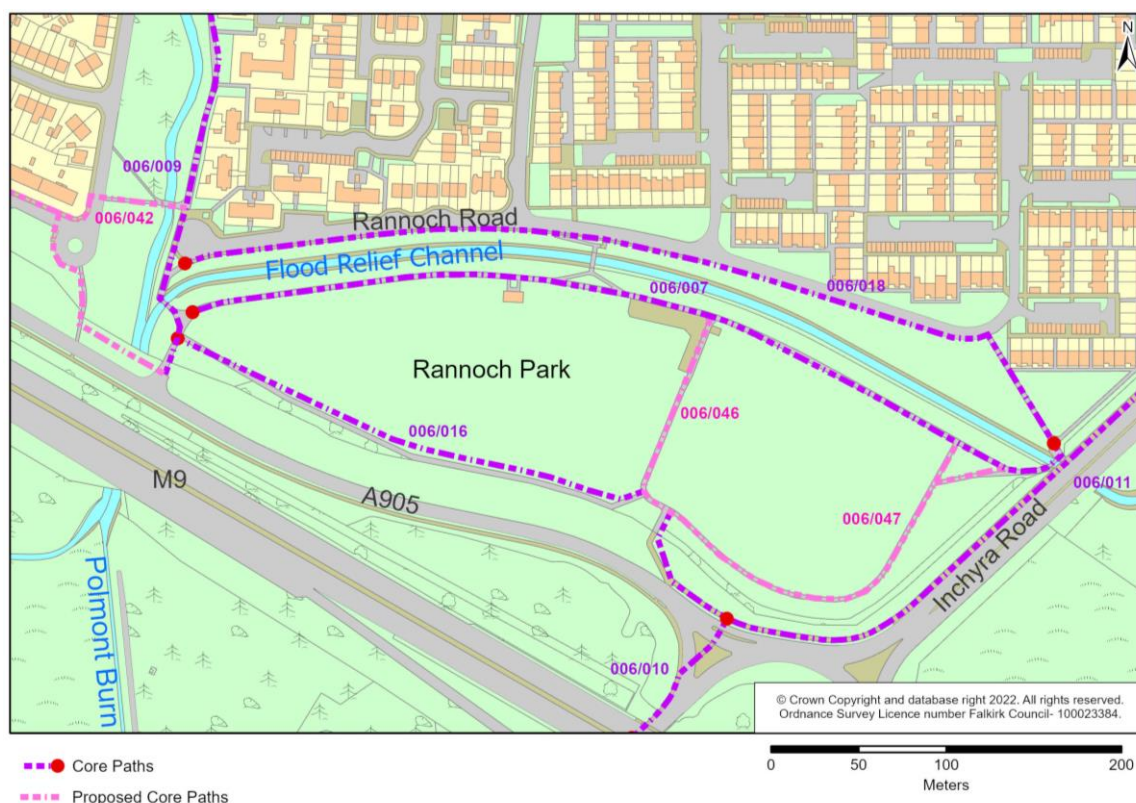 N
006/009
006/042
Rannoch Road
Flood Relief Channel
006/007
006/018
Rannoch Park
006/046
006/016
M9
A905
006/047
006/011
Inchyra Road
Polmont Burn
006/010
© Crown Copyright and database right 2022. All rights reserved.
Ordnance Survey Licence number Falkirk Council- 100023384.
Core Paths
Proposed Core Paths
0 50 100 200
Meters